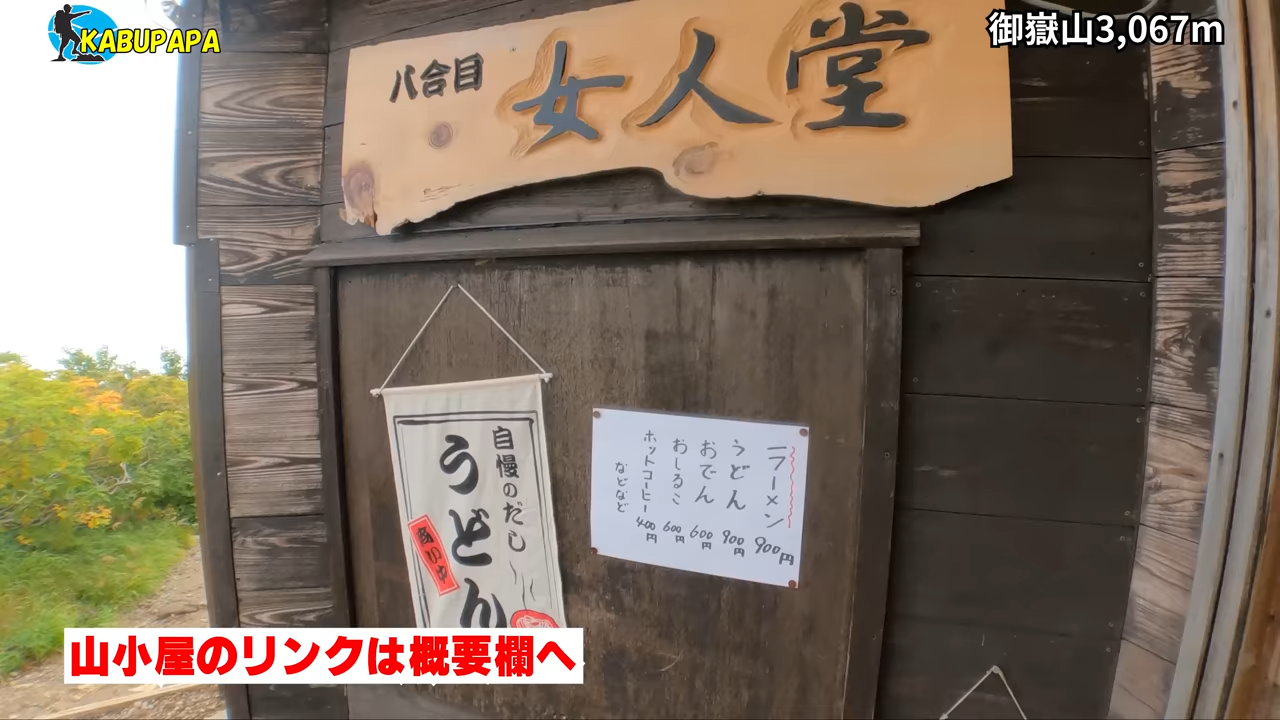 KABUPAPA
御嶽山3,067m
八合目
女人堂
自慢のだし
うどん
ラーメン 900円
うどん 900円
おでん 600円
おしるこ 600円
ホットコーヒー 400円
などなど
山小屋のリンクは概要欄へ